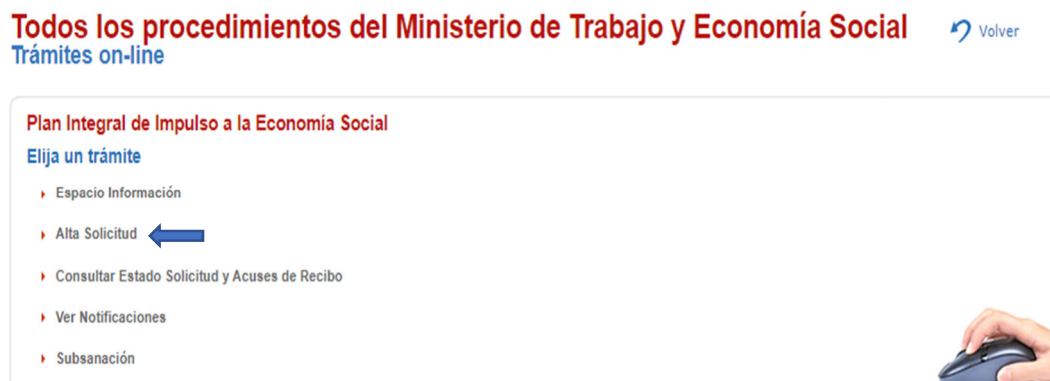 Todos los procedimientos del Ministerio de Trabajo y Economía Social
Volver
Trámites on-line
Plan Integral de Impulso a la Economía Social
Elija un trámite
Espacio Información
Alta Solicitud
Consultar Estado Solicitud y Acuses de Recibo
Ver Notificaciones
Subsanación